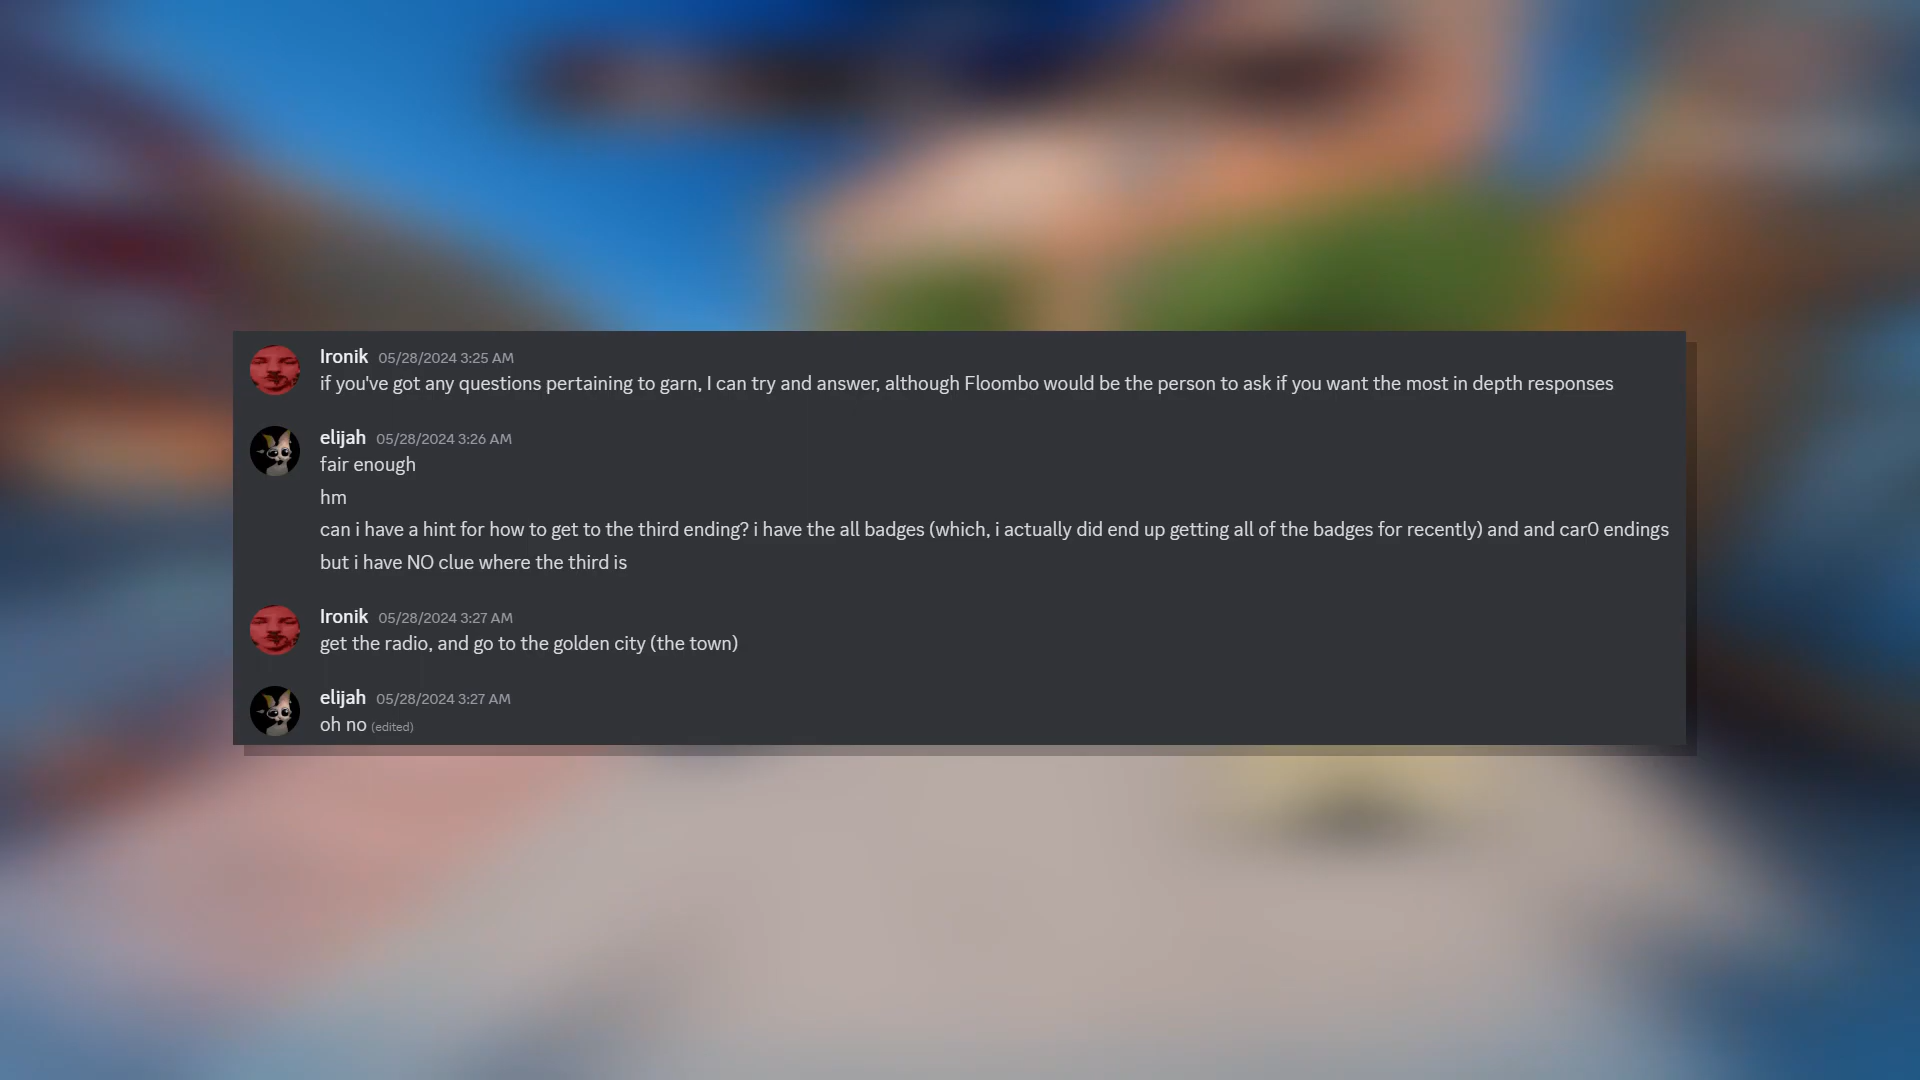 Ironik 05/28/2024 3:25 AM
if you've got any questions pertaining to garn, I can try and answer, although Floombo would be the person to ask if you want the most in depth responses
elijah 05/28/2024 3:26 AM
fair enough
hm
can i have a hint for how to get to the third ending? i have the all badges (which, i actually did end up getting all of the badges for recently) and and car0 endings
but i have NO clue where the third is
Ironik 05/28/2024 3:27 AM
get the radio, and go to the golden city (the town)
elijah 05/28/2024 3:27 AM
oh no (edited)